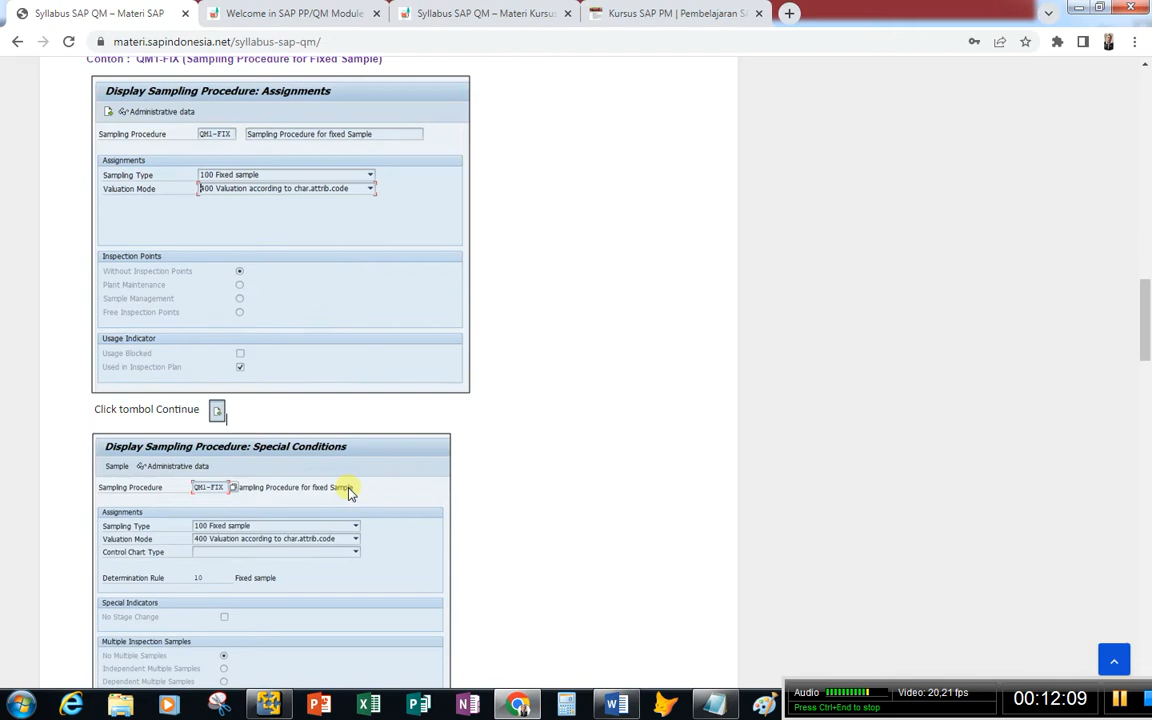 Syllabus SAP QM – Materi SAP
Welcome in SAP PP/QM Module
Syllabus SAP QM – Materi Kursus
Kursus SAP PM | Pembelajaran SA
materi.sapindonesia.net/syllabus-sap-qm/
Conton : QM1-FIX (Sampling Procedure for Fixed Sample)
Display Sampling Procedure: Assignments
Administrative data
Sampling Procedure QM1-FIX Sampling Procedure for fixed Sample
Assignments
Sampling Type 100 Fixed sample
Valuation Mode 400 Valuation according to char.attrib.code
Inspection Points
Without Inspection Points
Plant Maintenance
Sample Management
Free Inspection Points
Usage Indicator
Usage Blocked
Used in Inspection Plan
Click tombol Continue
Display Sampling Procedure: Special Conditions
Sample Administrative data
Sampling Procedure QM1-FIX ampling Procedure for fixed Sample
Assignments
Sampling Type 100 Fixed sample
Valuation Mode 400 Valuation according to char.attrib.code
Control Chart Type
Determination Rule 10 Fixed sample
Special Indicators
No Stage Change
Multiple Inspection Samples
No Multiple Samples
Independent Multiple Samples
Dependent Multiple Samples
Audio Video: 20,21 fps
Press Ctrl+End to stop
00:12:09